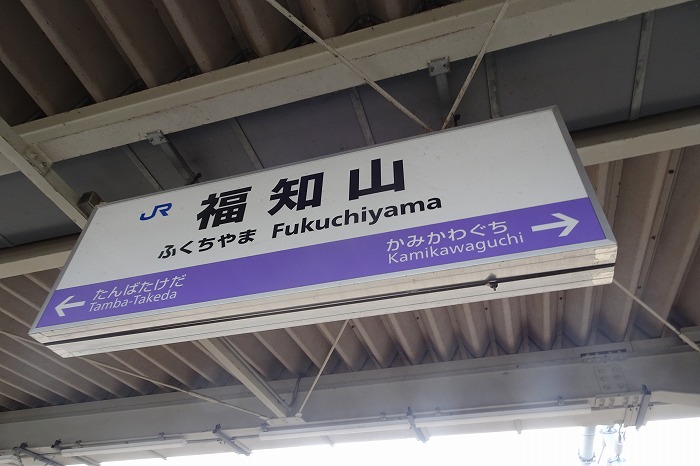 JR 福知山
ふくちやま Fukuchiyama
← たんばたけだ
Tamba-Takeda
かみかわぐち →
Kamikawaguchi